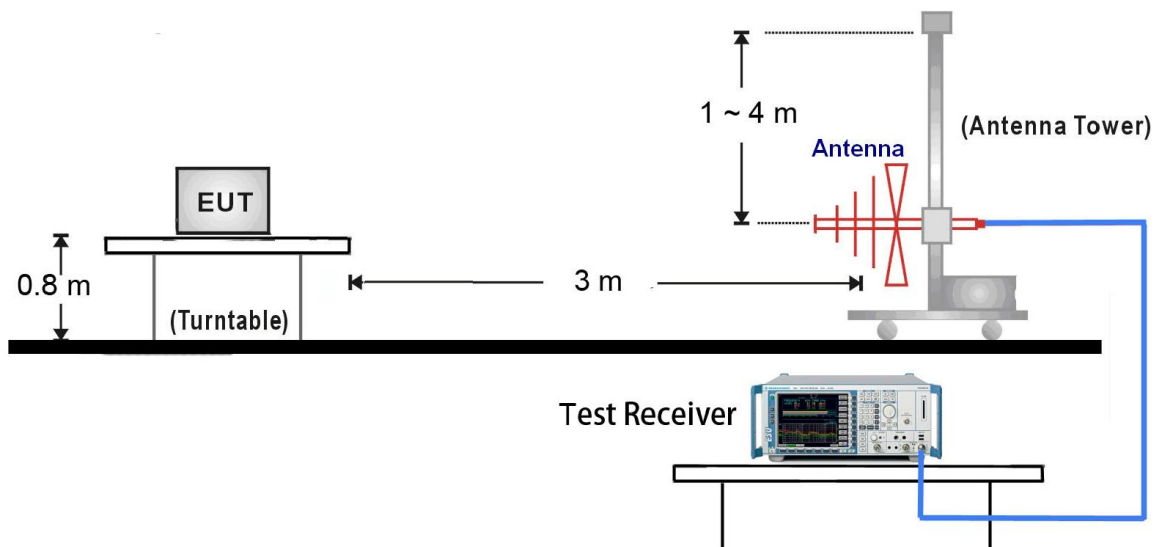 1 ~ 4 m
(Antenna Tower)
Antenna
EUT
0.8 m
3 m
(Turntable)
Test Receiver